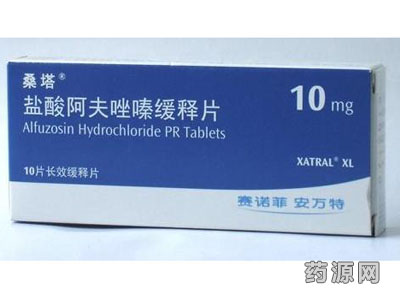 桑塔®
盐酸阿夫唑嗪缓释片
10 mg
Alfuzosin Hydrochloride PR Tablets
XATRAL® XL
10片长效缓释片
赛诺菲 安万特
药源网